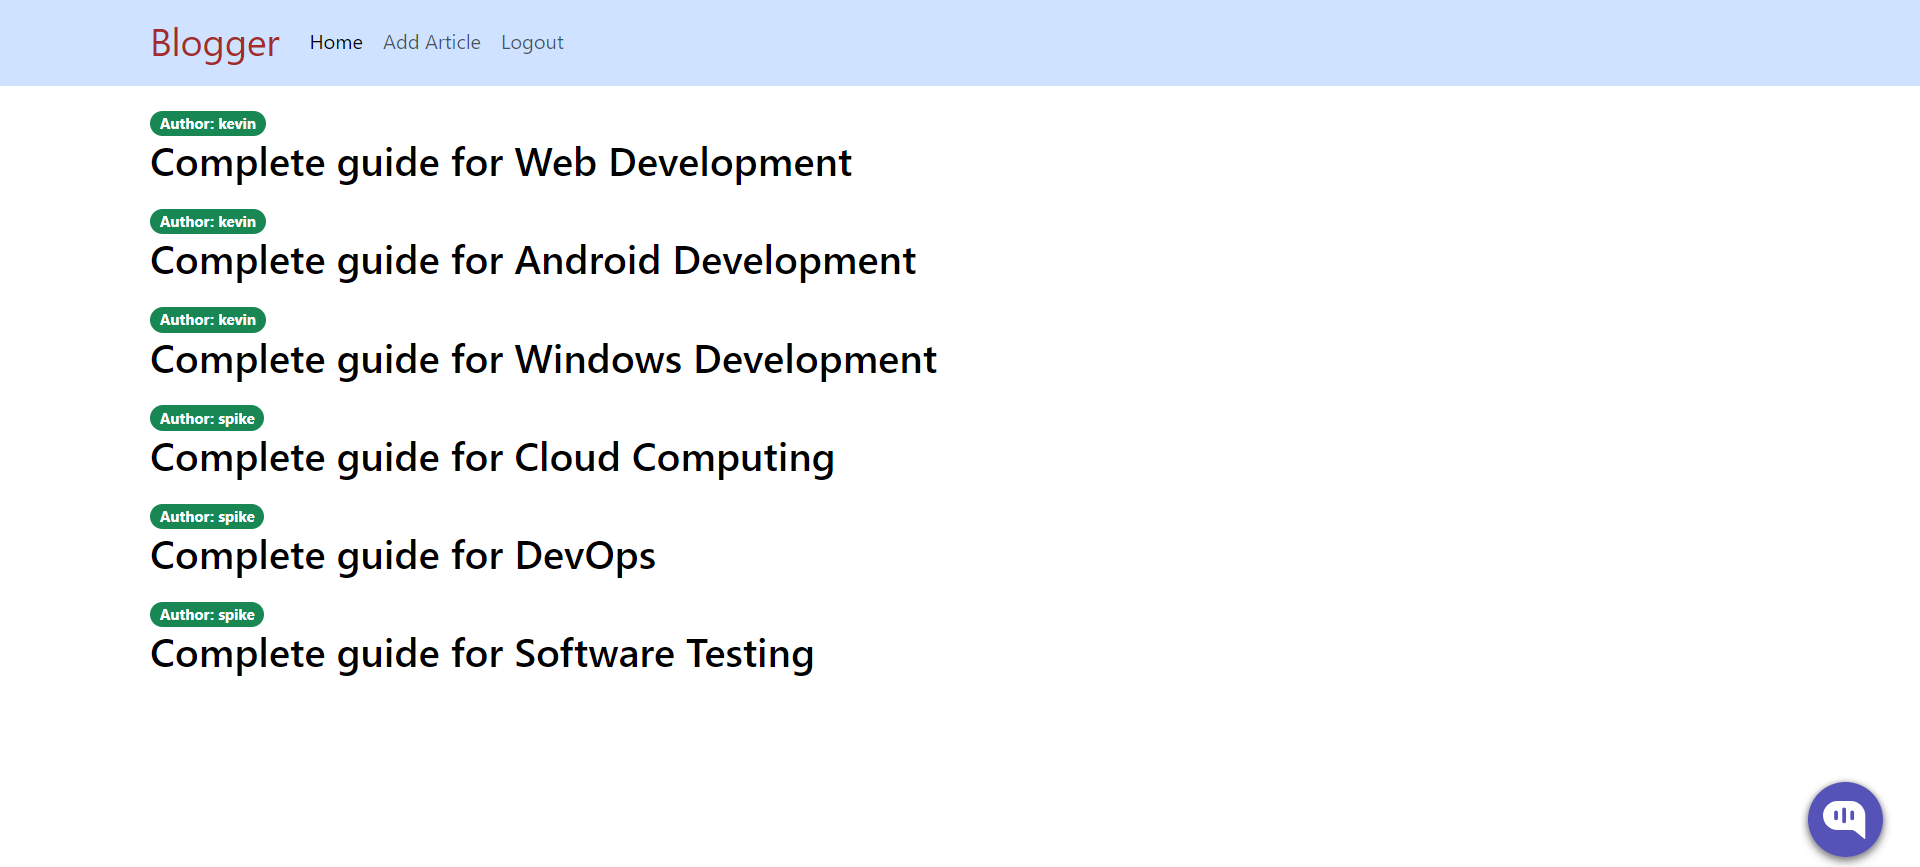 Blogger Home Add Article Logout
Author: kevin
Complete guide for Web Development
Author: kevin
Complete guide for Android Development
Author: kevin
Complete guide for Windows Development
Author: spike
Complete guide for Cloud Computing
Author: spike
Complete guide for DevOps
Author: spike
Complete guide for Software Testing